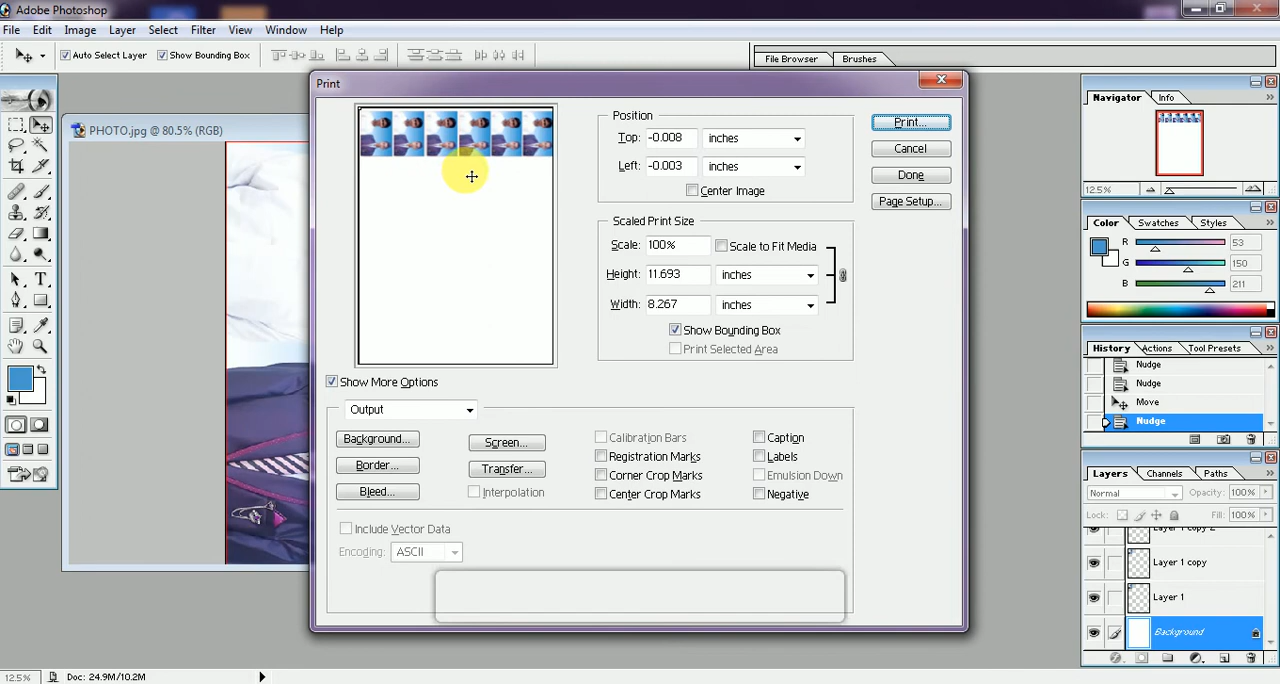 Adobe Photoshop
File Edit Image Layer Select Filter View Window Help
Auto Select Layer Show Bounding Box File Browser Brushes
PHOTO.jpg @ 80.5% (RGB)
Print
Position
Top: -0.008 inches
Left: -0.003 inches
Center Image
Scaled Print Size
Scale: 100% Scale to Fit Media
Height: 11.693 inches
Width: 8.267 inches
Show Bounding Box
Print Selected Area
Print...
Cancel
Done
Page Setup...
Show More Options
Output
Background... Screen... Calibration Bars Caption
Border... Transfer... Registration Marks Labels
Bleed... Interpolation Corner Crop Marks Emulsion Down
Center Crop Marks Negative
Include Vector Data
Encoding: ASCII
Navigator Info
12.5%
Color Swatches Styles
R 53
G 150
B 211
History Actions Tool Presets
Nudge
Nudge
Move
Nudge
Layers Channels Paths
Normal Opacity: 100%
Lock: Fill: 100%
Layer 1 copy 2
Layer 1 copy
Layer 1
Background
12.5% Doc: 24.9M/10.2M